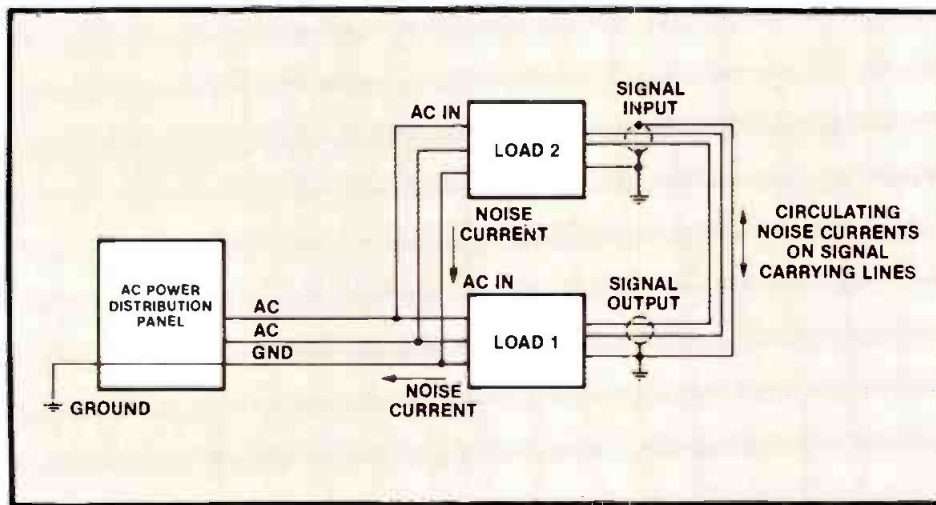 SIGNAL
INPUT
AC IN
LOAD 2
NOISE
CURRENT
CIRCULATING
NOISE CURRENTS
ON SIGNAL
CARRYING LINES
AC POWER
DISTRIBUTION
PANEL
AC IN
SIGNAL
OUTPUT
AC
AC
GND
LOAD 1
NOISE
CURRENT
GROUND